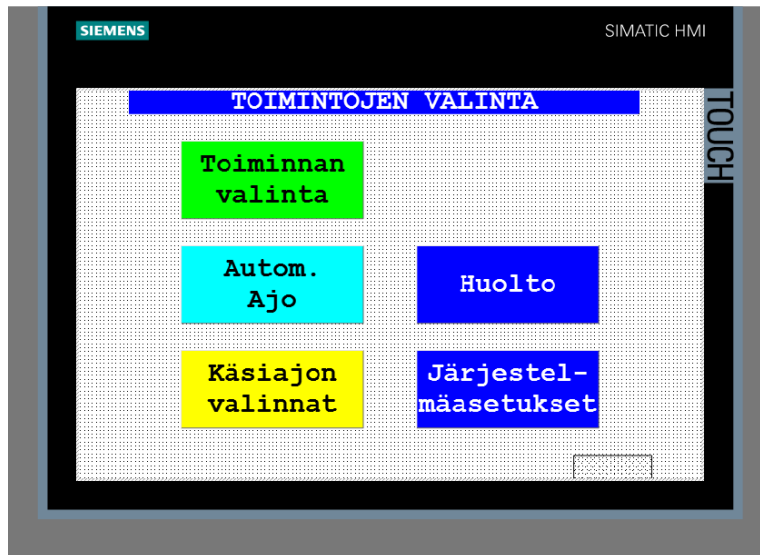 SIEMENS
SIMATIC HMI
TOUCH
TOIMINTOJEN VALINTA
Toiminnan
valinta
Autom.
Ajo
Huolto
Käsiajon
valinnat
Järjestel-
mäasetukset